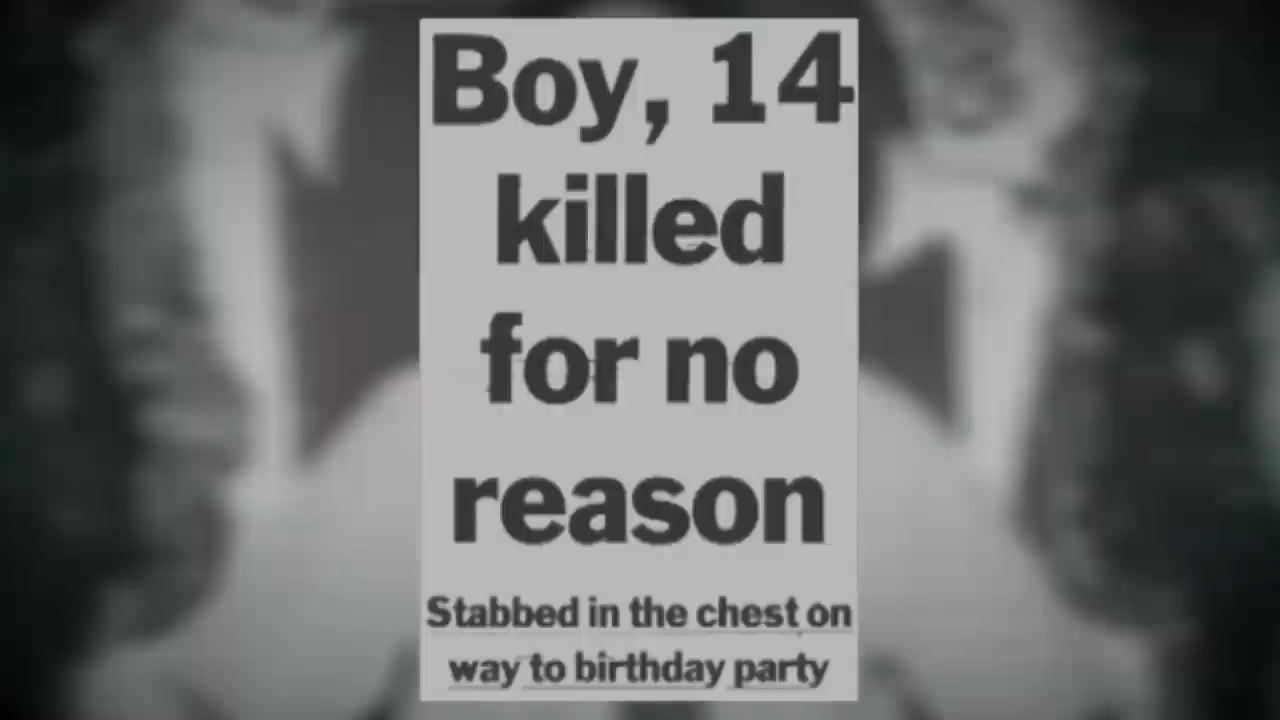 Boy, 14
killed
for no
reason
Stabbed in the chest on
way to birthday party